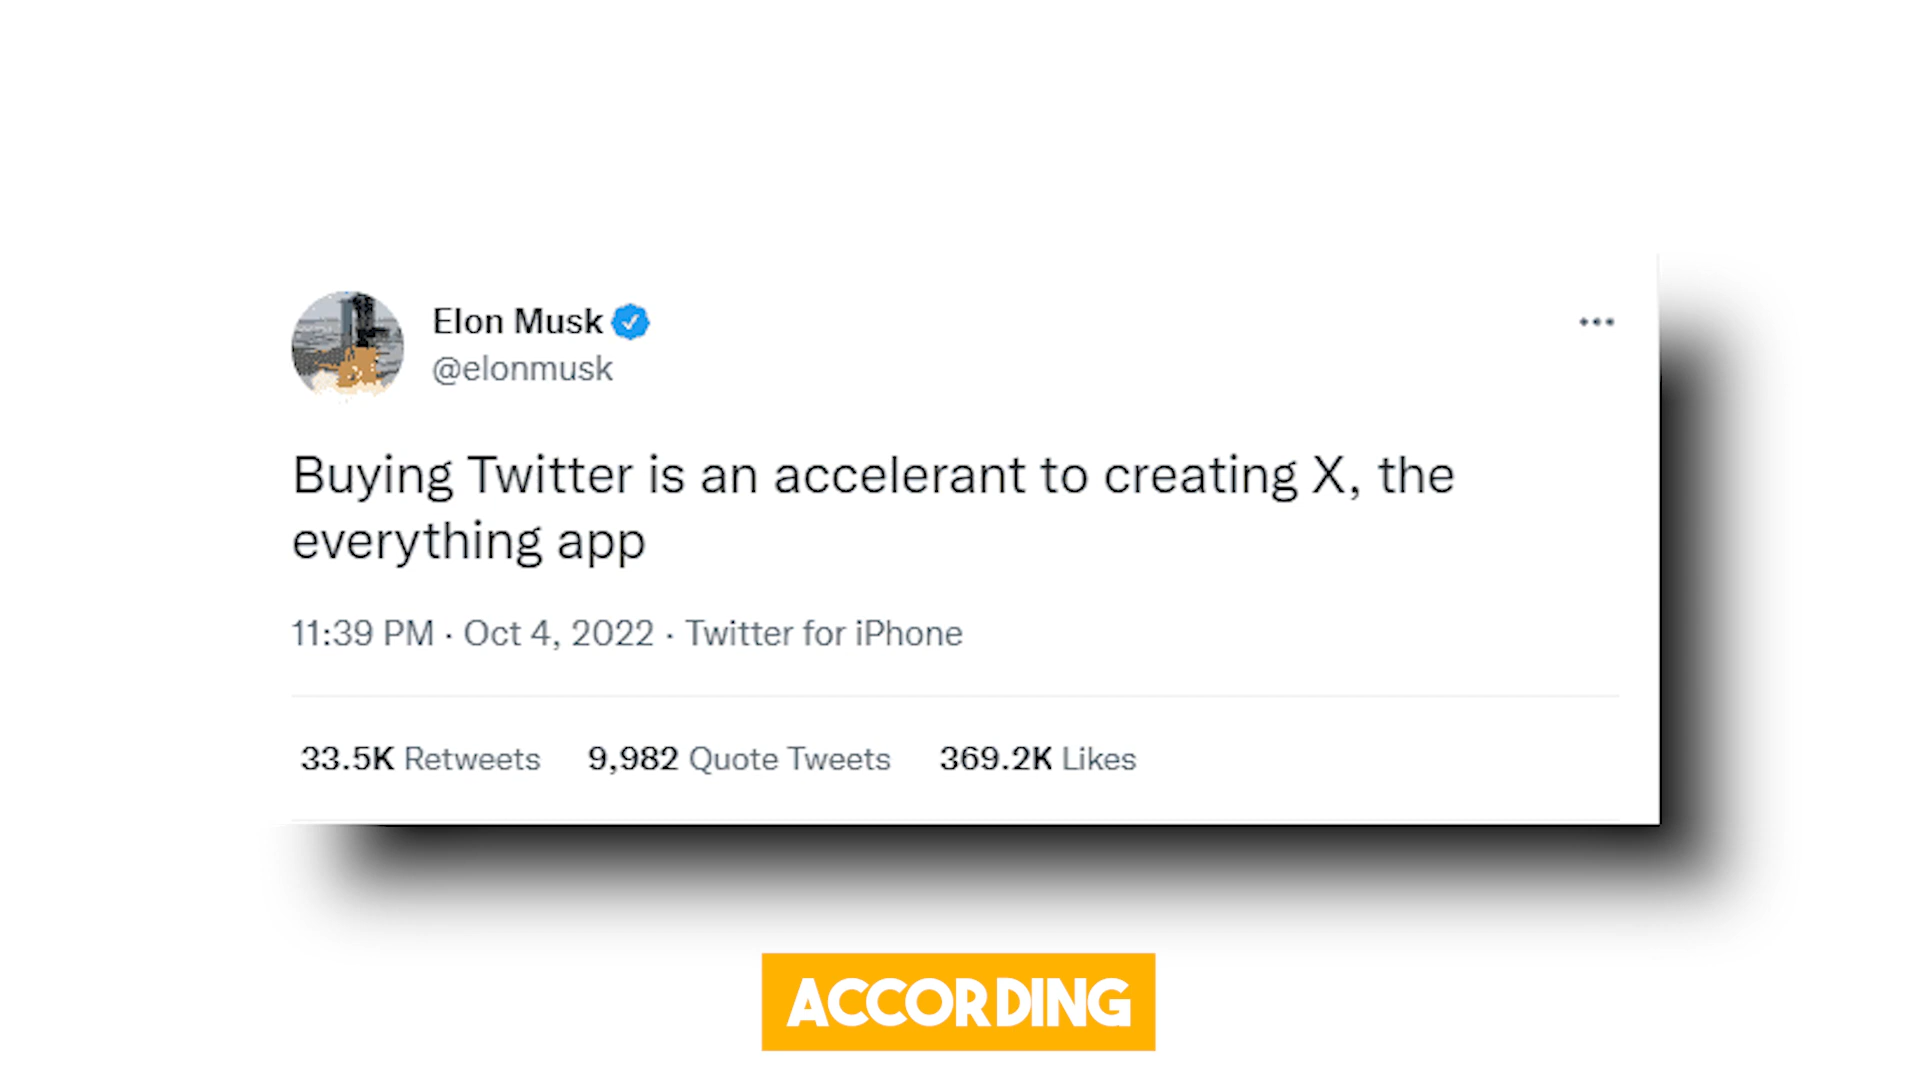 Elon Musk
@elonmusk
Buying Twitter is an accelerant to creating X, the
everything app
11:39 PM · Oct 4, 2022 · Twitter for iPhone
33.5K Retweets 9,982 Quote Tweets 369.2K Likes
ACCORDING